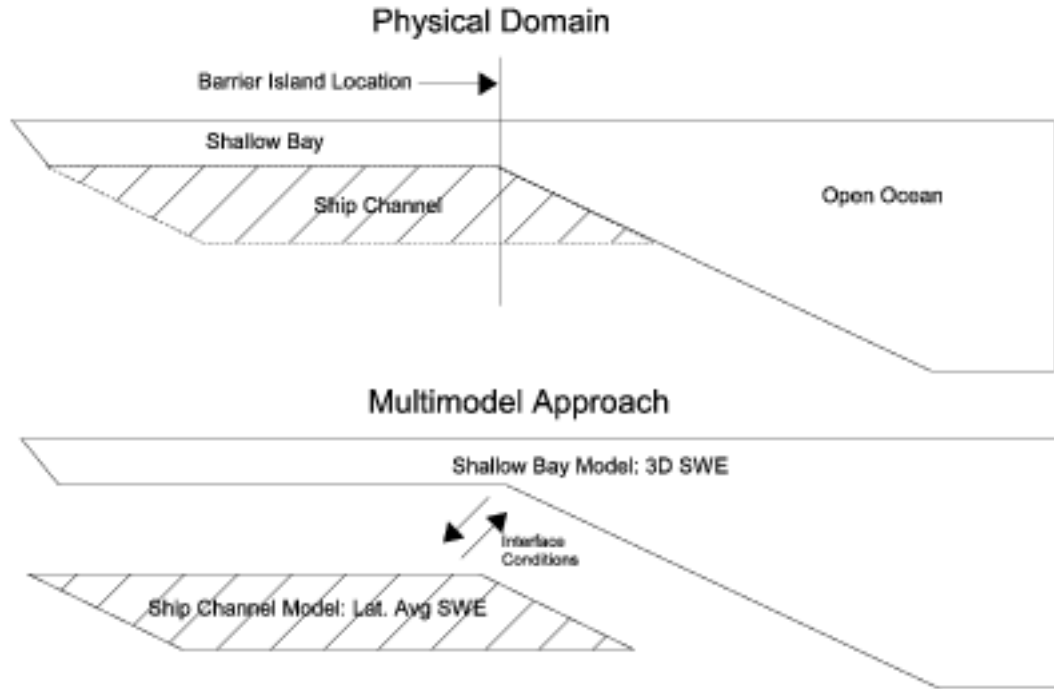 Physical Domain
Barrier Island Location
Shallow Bay
Ship Channel
Open Ocean
Multimodel Approach
Shallow Bay Model: 3D SWE
Interface
Conditions
Ship Channel Model: Lat. Avg SWE